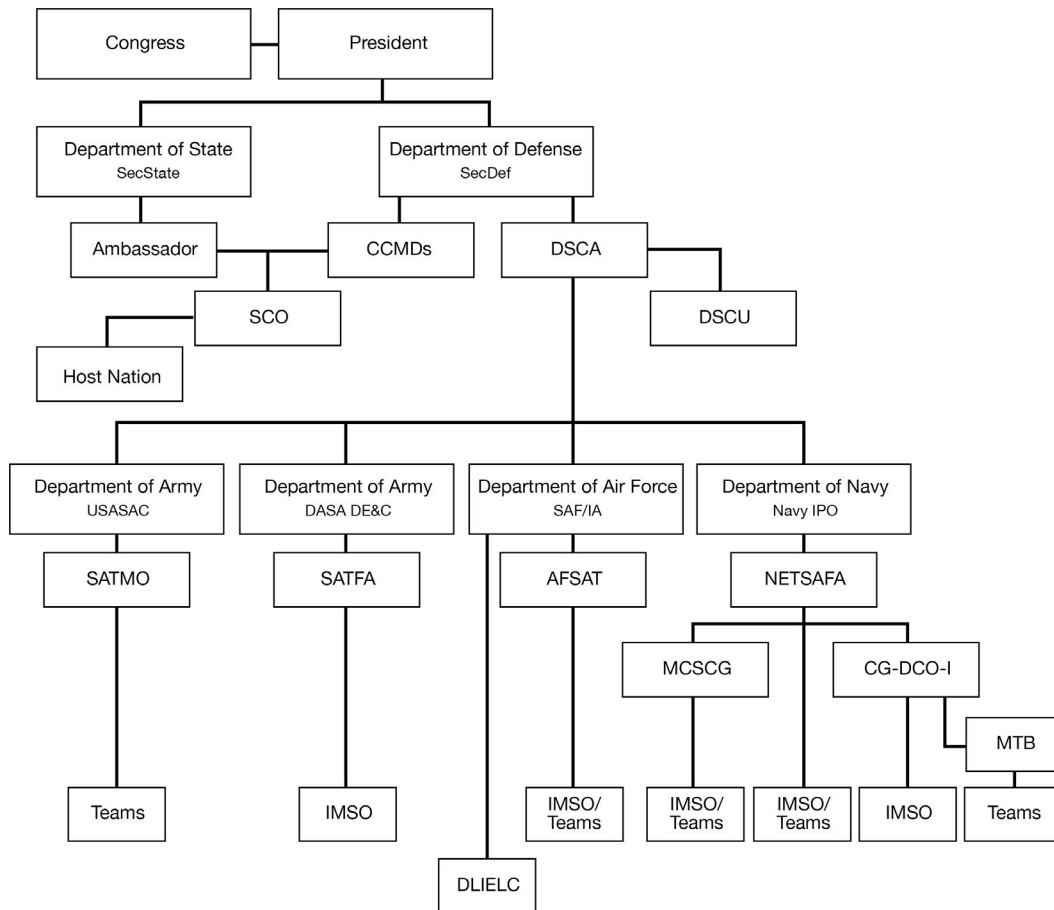 Congress
President
Department of State
SecState
Department of Defense
SecDef
Ambassador
CCMDs
DSCA
SCO
DSCU
Host Nation
Department of Army
USASAC
Department of Army
DASA DE&C
Department of Air Force
SAF/IA
Department of Navy
Navy IPO
SATMO
SATFA
AFSAT
NETSAFA
MCSCG
CG-DCO-I
MTB
Teams
IMSO
IMSO/
Teams
IMSO/
Teams
IMSO/
Teams
IMSO
Teams
DLIELC